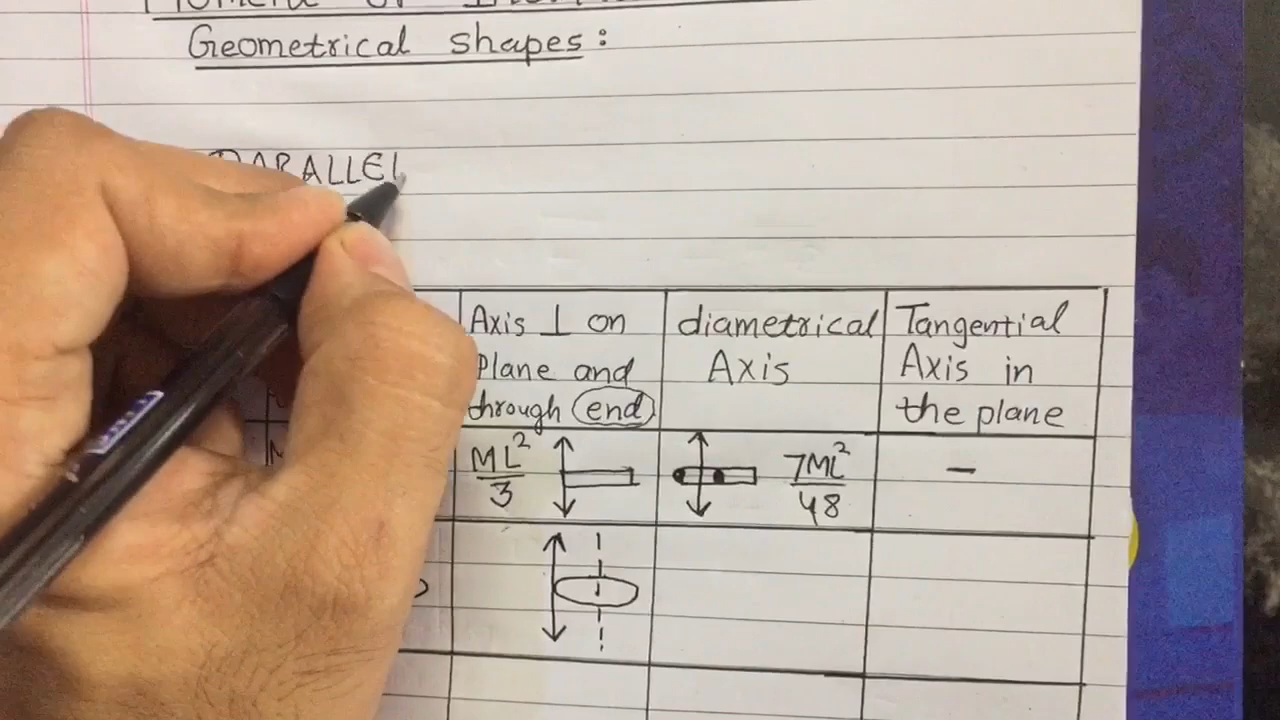 Geometrical shapes:
PARALLEL
Axis ⊥ on
Plane and
through end
diametrical
Axis
Tangential
Axis in
the plane
ML²/3
7ML²/48
-